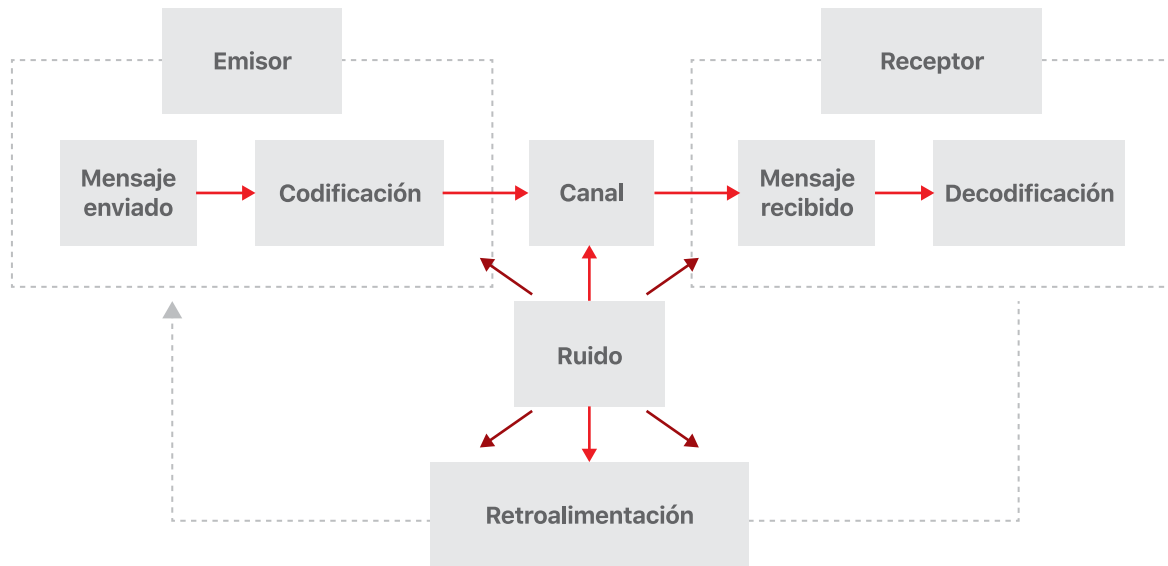 Emisor
Receptor
Mensaje
enviado
Codificación
Canal
Mensaje
recibido
Decodificación
Ruido
Retroalimentación